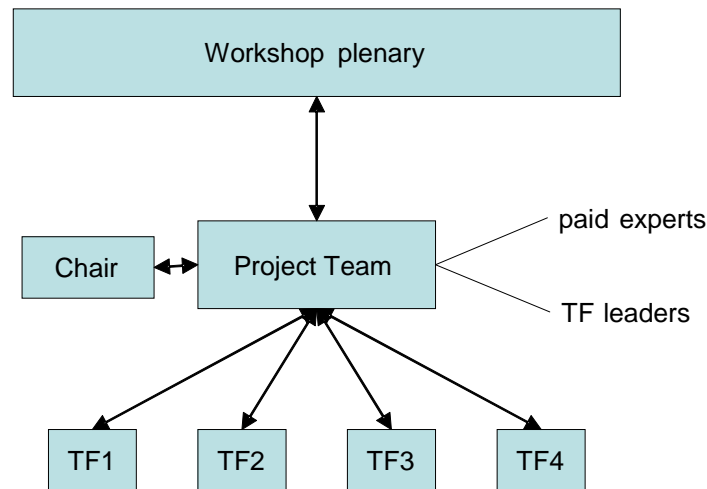 Workshop plenary
paid experts
Chair
Project Team
TF leaders
TF1
TF2
TF3
TF4